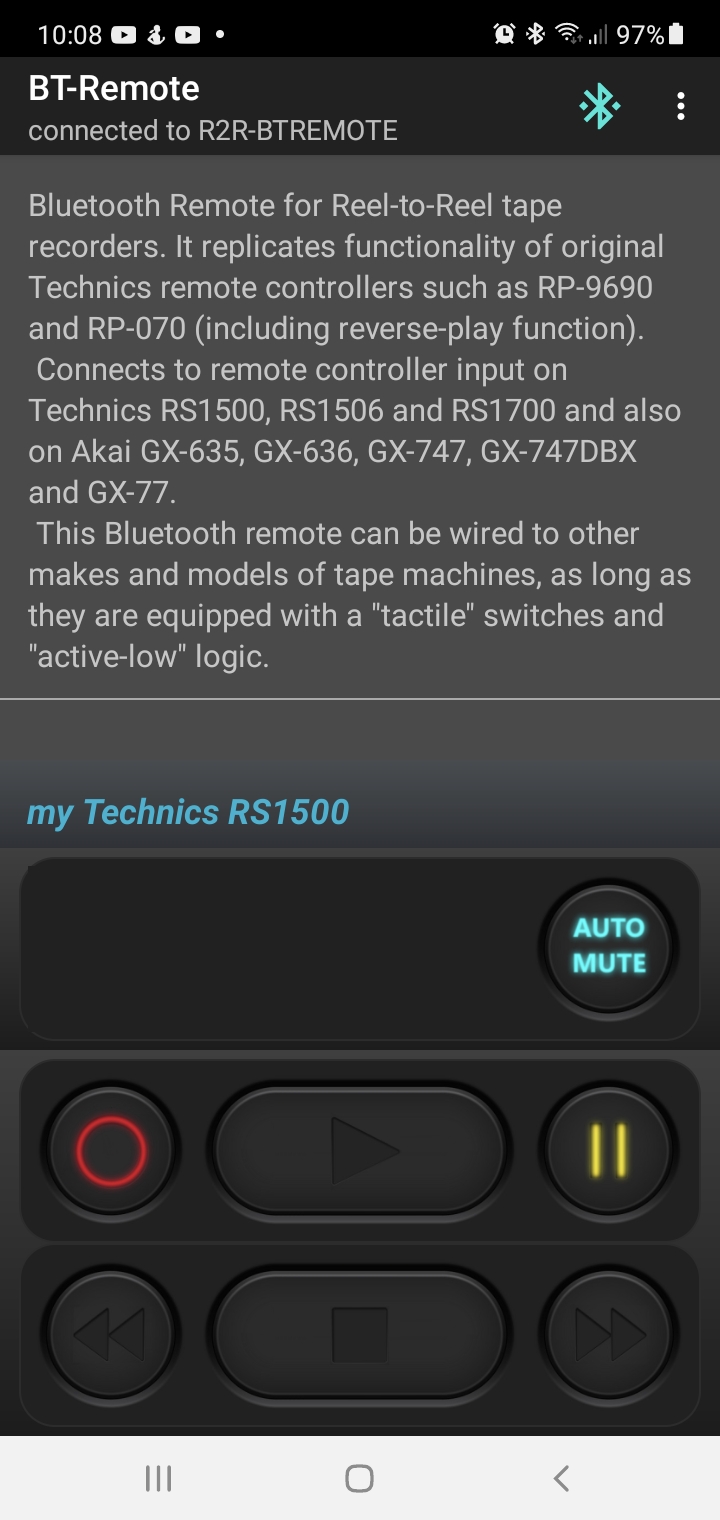 10:08
97%
BT-Remote
connected to R2R-BTREMOTE
Bluetooth Remote for Reel-to-Reel tape
recorders. It replicates functionality of original
Technics remote controllers such as RP-9690
and RP-070 (including reverse-play function).
Connects to remote controller input on
Technics RS1500, RS1506 and RS1700 and also
on Akai GX-635, GX-636, GX-747, GX-747DBX
and GX-77.
This Bluetooth remote can be wired to other
makes and models of tape machines, as long as
they are equipped with a "tactile" switches and
"active-low" logic.
my Technics RS1500
AUTO
MUTE